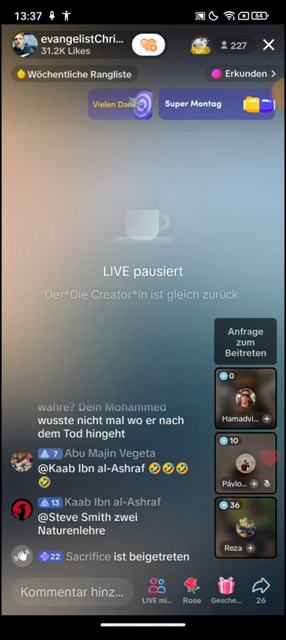 13:37
64
evangelistChri...
31.2K Likes
227
Wöchentliche Rangliste
Erkunden
Vielen Dank
Super Montag
LIVE pausiert
Der*Die Creator*in ist gleich zurück.
Anfrage
zum
Beitreten
0
Hamadvi...
wahre? Dein Mohammed
wusste nicht mal wo er nach
dem Tod hingeht
7 Abu Majin Vegeta
@Kaab Ibn al-Ashraf 🤣🤣🤣
🤣
10
Pávlo...
13 Kaab Ibn al-Ashraf
@Steve Smith zwei
Naturenlehre
36
Reza
22 Sacrifice ist beigetreten
Kommentar hinz...
LIVE mi...
Rose
Gesche...
26